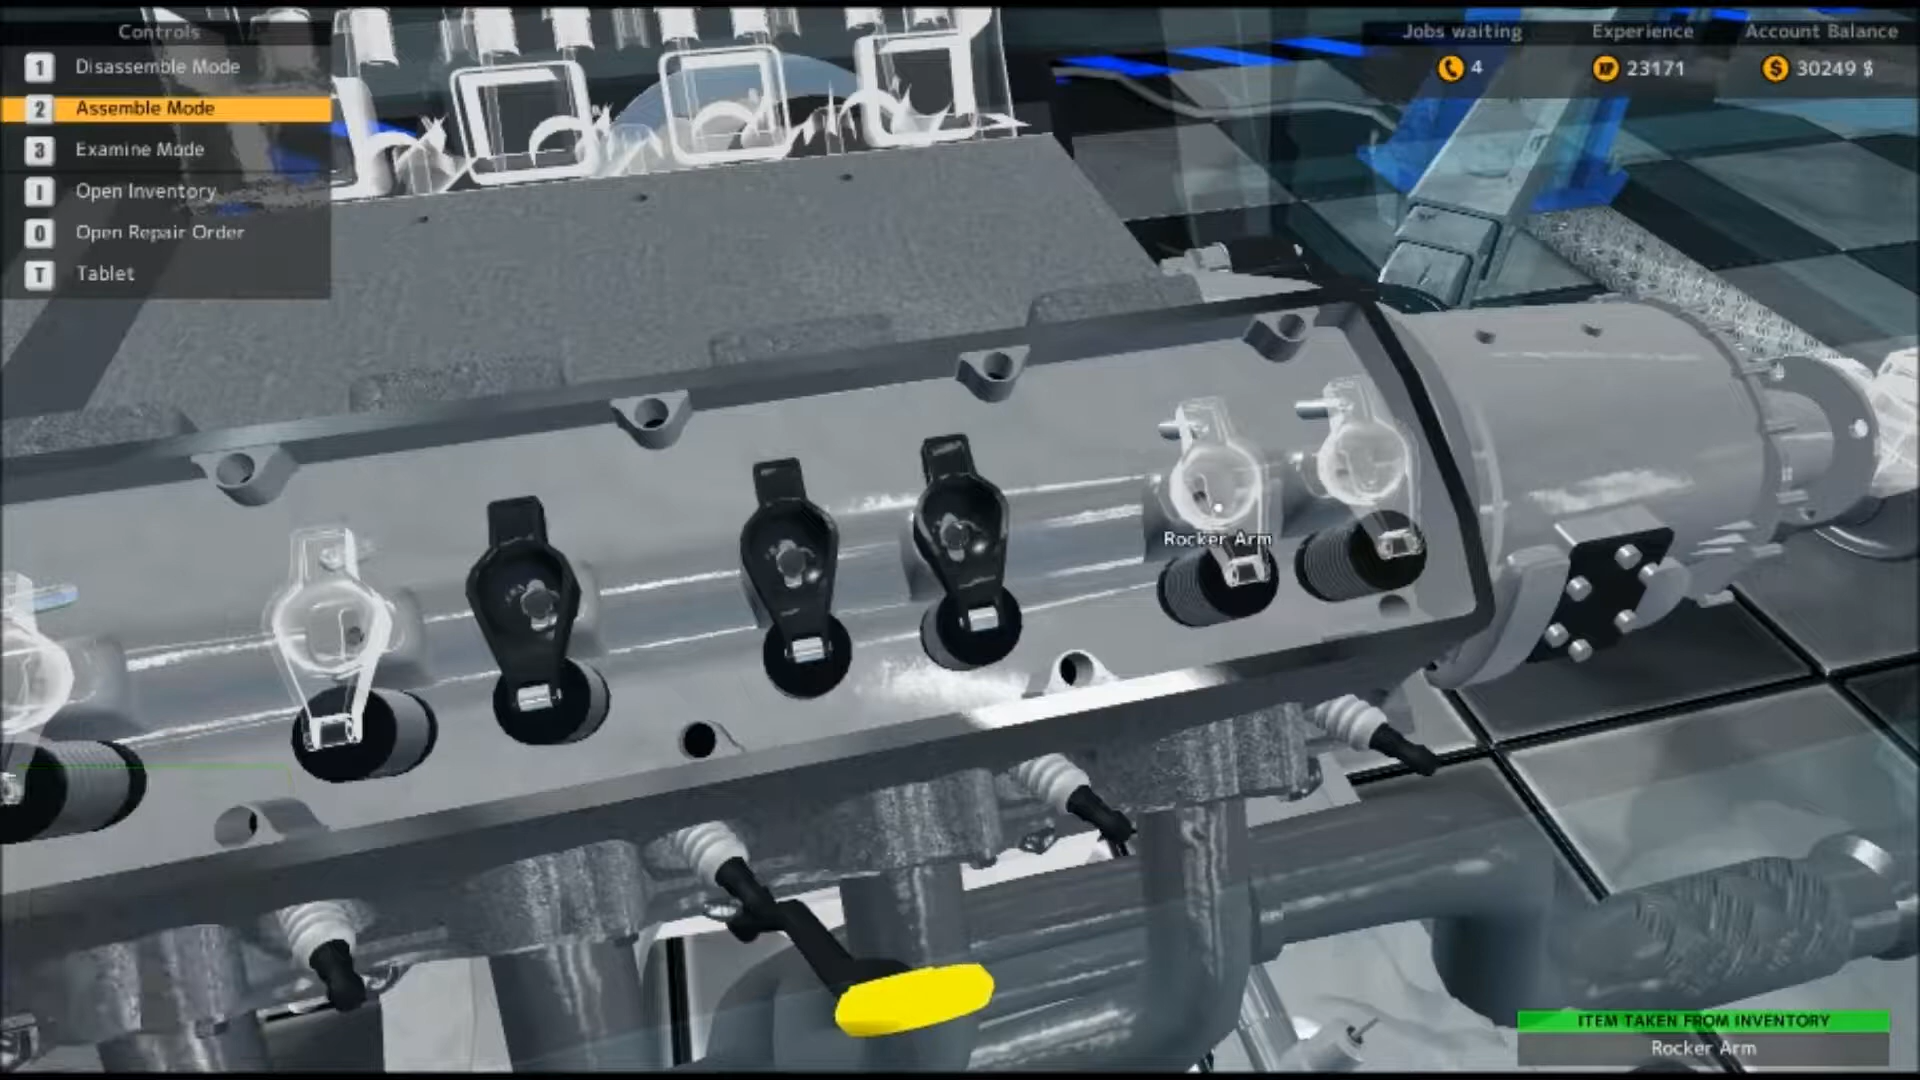 Controls
1 Disassemble Mode
2 Assemble Mode
3 Examine Mode
I Open Inventory
O Open Repair Order
T Tablet
Jobs waiting Experience Account Balance
4 XP 23171 $ 30249 $
Rocker Arm
ITEM TAKEN FROM INVENTORY
Rocker Arm